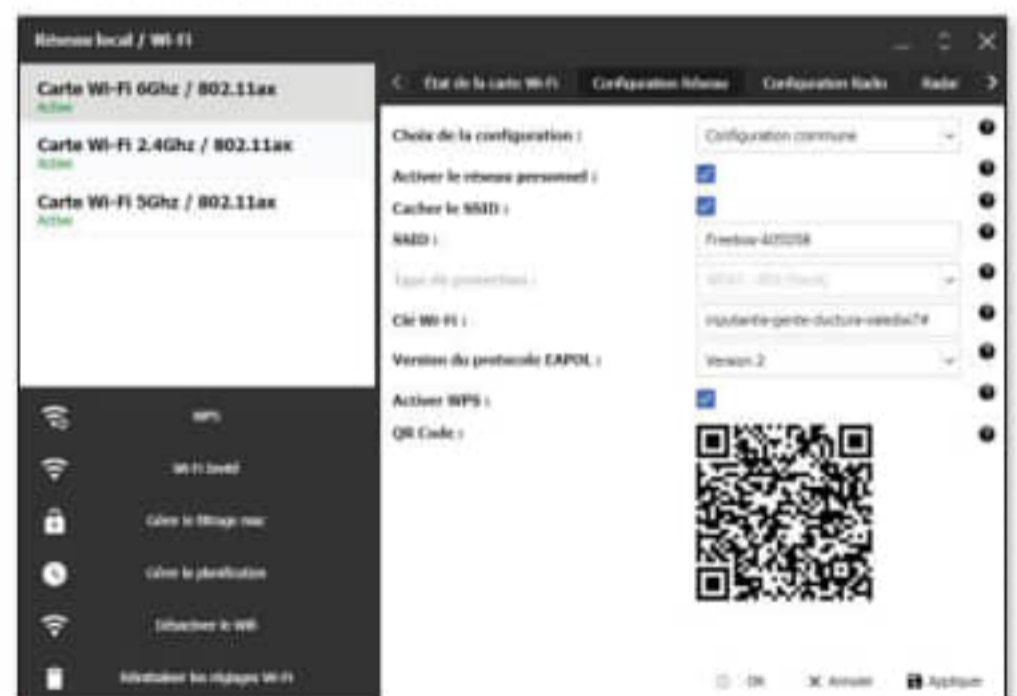 Réseau local / Wi-Fi
Carte Wi-Fi 6Ghz / 802.11ax
Active
Carte Wi-Fi 2.4Ghz / 802.11ax
Active
Carte Wi-Fi 5Ghz / 802.11ax
Active
WPS
Wi-Fi Invité
Gérer le filtrage mac
Gérer la planification
Désactiver le Wifi
Réinitialiser les réglages Wi-Fi
État de la carte Wi-Fi
Configuration Réseau
Configuration Radio
Radar
Choix de la configuration :
Configuration commune
Activer le réseau personnel :
Cacher le SSID :
SSID :
Type de protection :
Clé Wi-Fi :
Version du protocole EAPOL :
Version 2
Activer WPS :
QR Code :
OK
Annuler
Appliquer